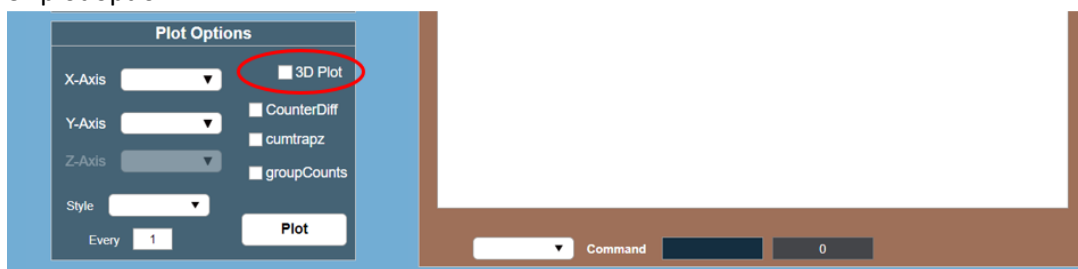 Plot Options
X-Axis
3D Plot
Y-Axis
CounterDiff
cumtrapz
Z-Axis
groupCounts
Style
Every 1
Plot
Command 0